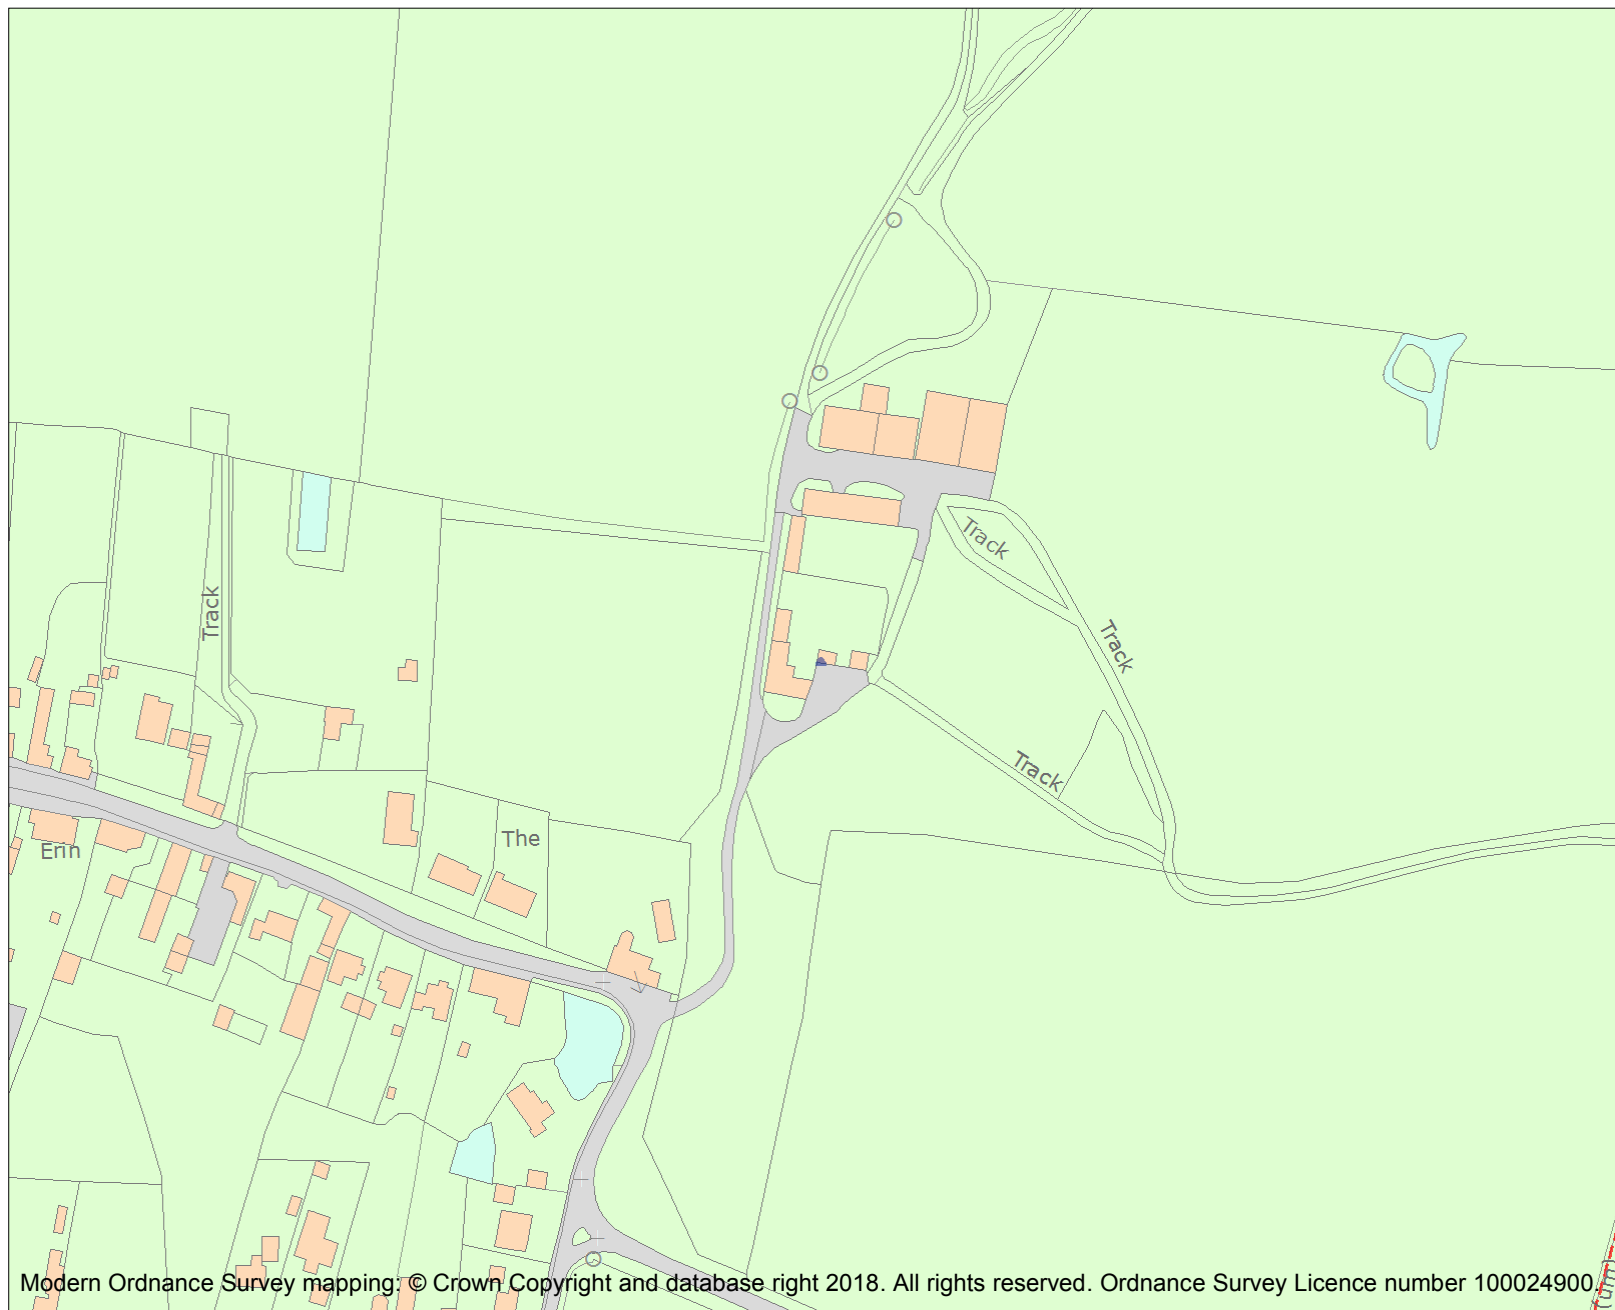 Track
Track
Track
Track
The
Erin
Modern Ordnance Survey mapping: © Crown Copyright and database right 2018. All rights reserved. Ordnance Survey Licence number 100024900.